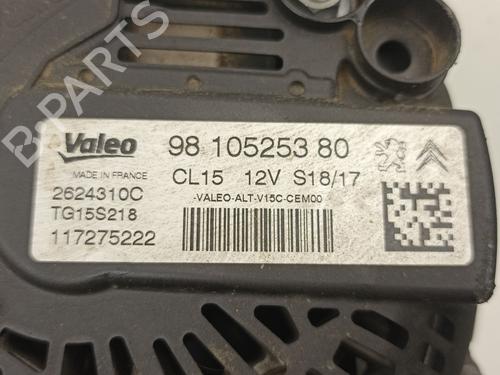 B-PARTS
Valeo 98 105253 80
MADE IN FRANCE CL15 12V S18/17
2624310C -VALEO-ALT-V15C-CEM00
TG15S218
117275222